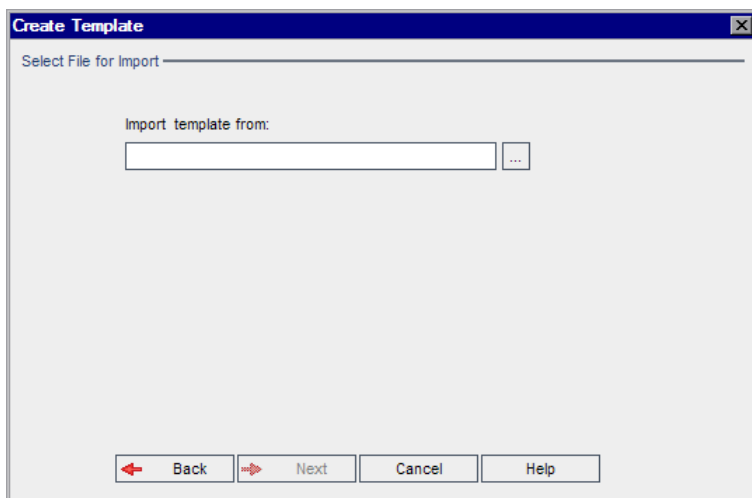 Create Template
Select File for Import
Import template from:
...
Back Next Cancel Help